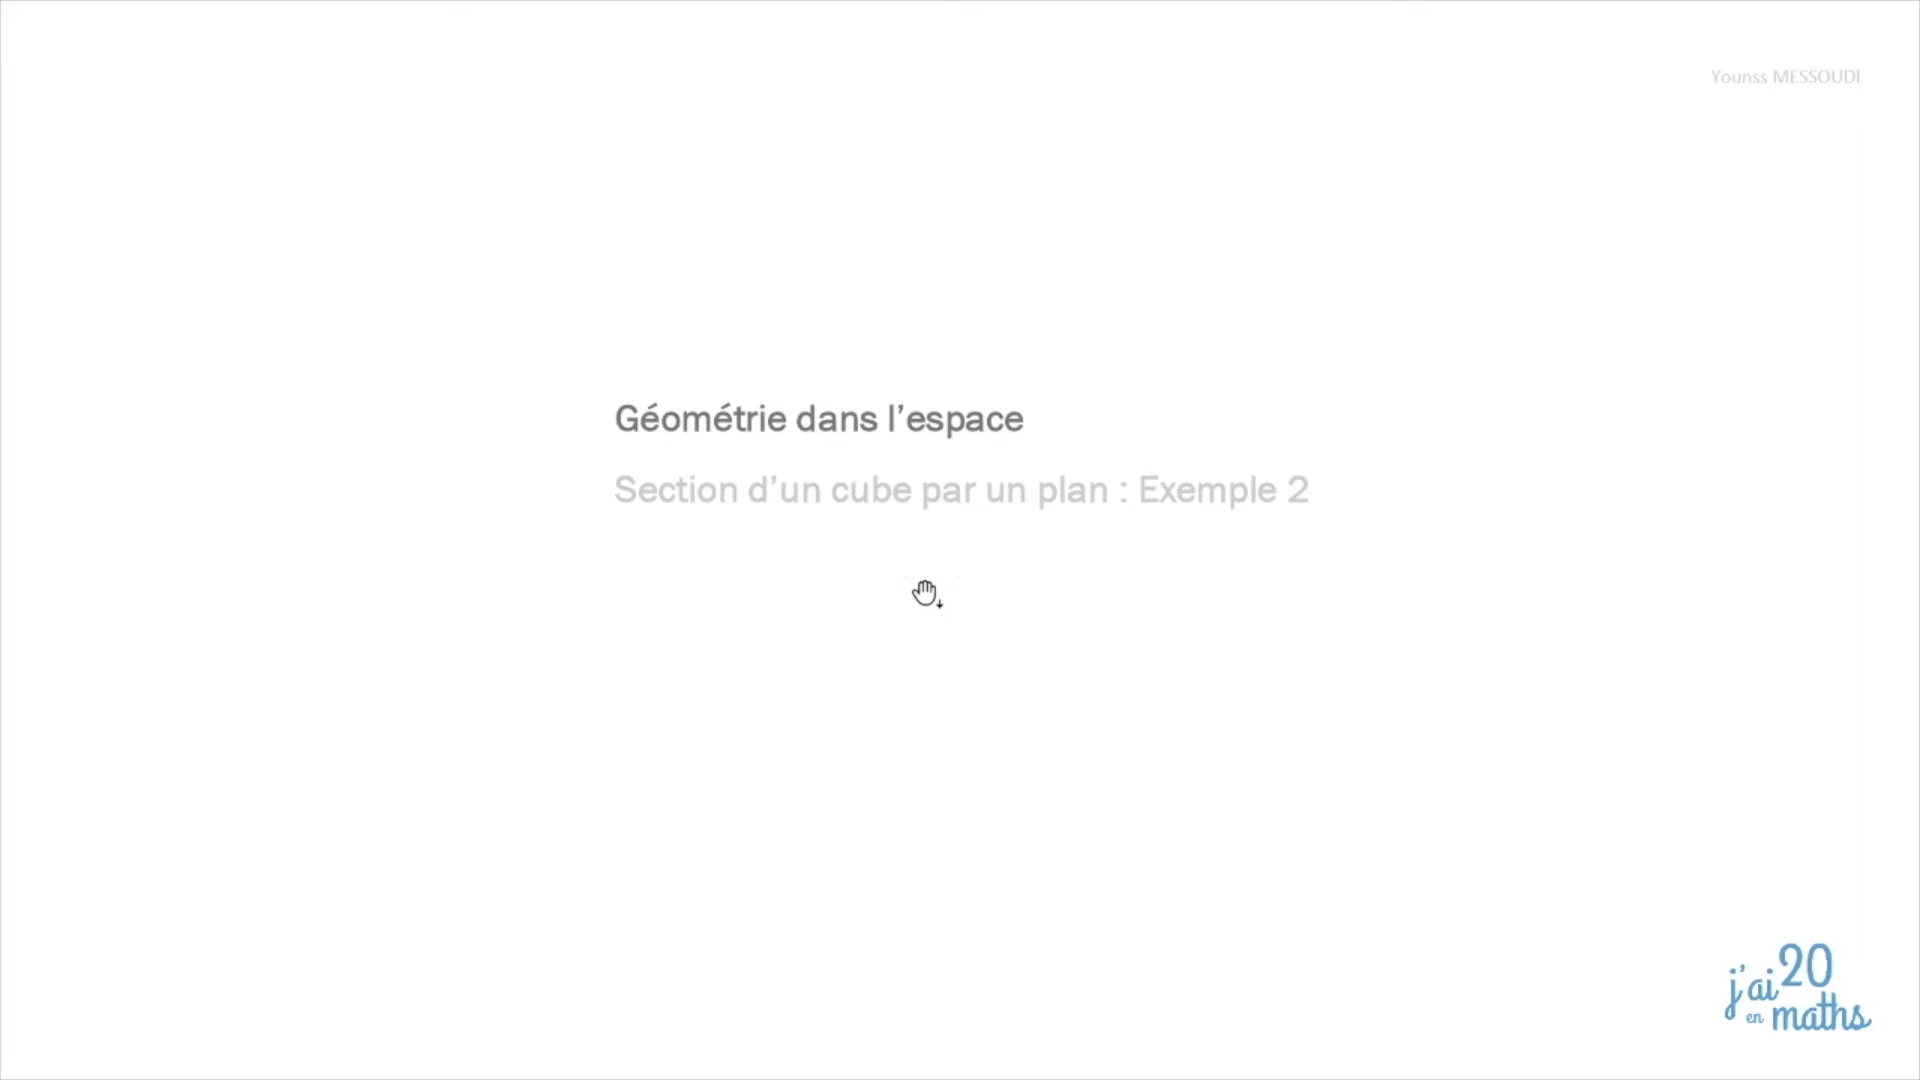 Younss MESSOUDI
Géométrie dans l’espace
Section d’un cube par un plan : Exemple 2
j’ai 20
en maths